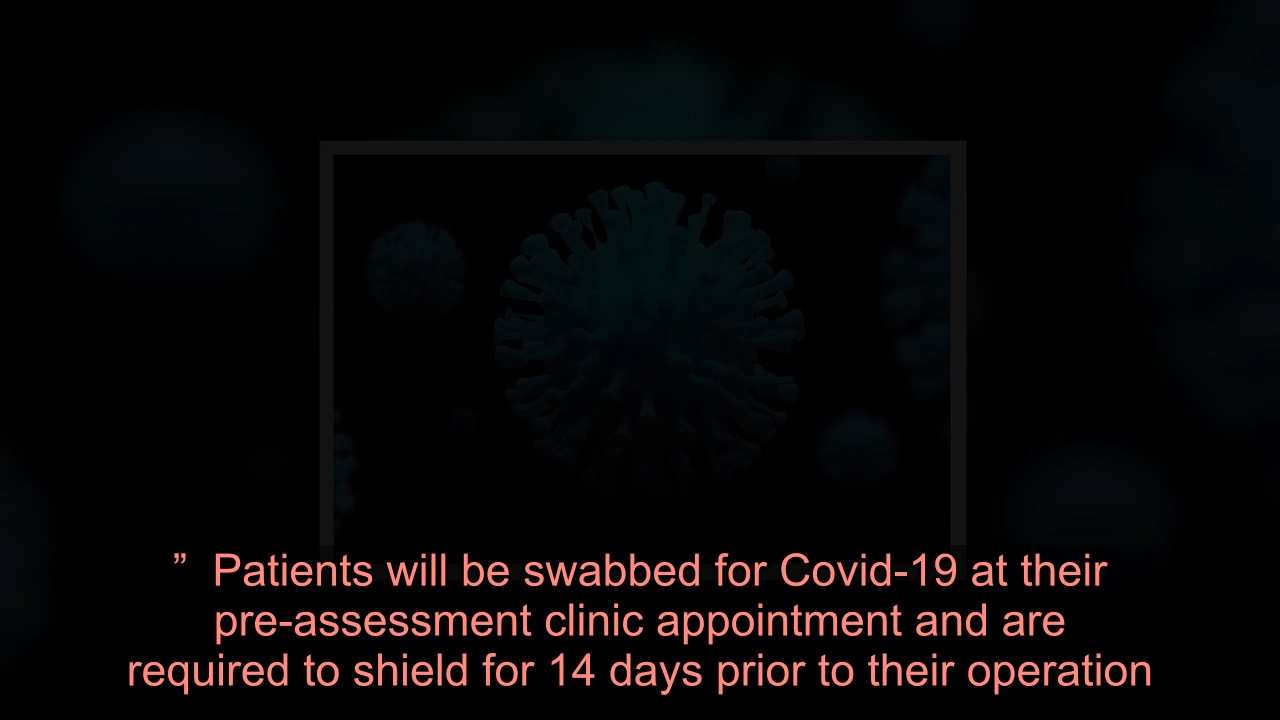 ” Patients will be swabbed for Covid-19 at their
pre-assessment clinic appointment and are
required to shield for 14 days prior to their operation